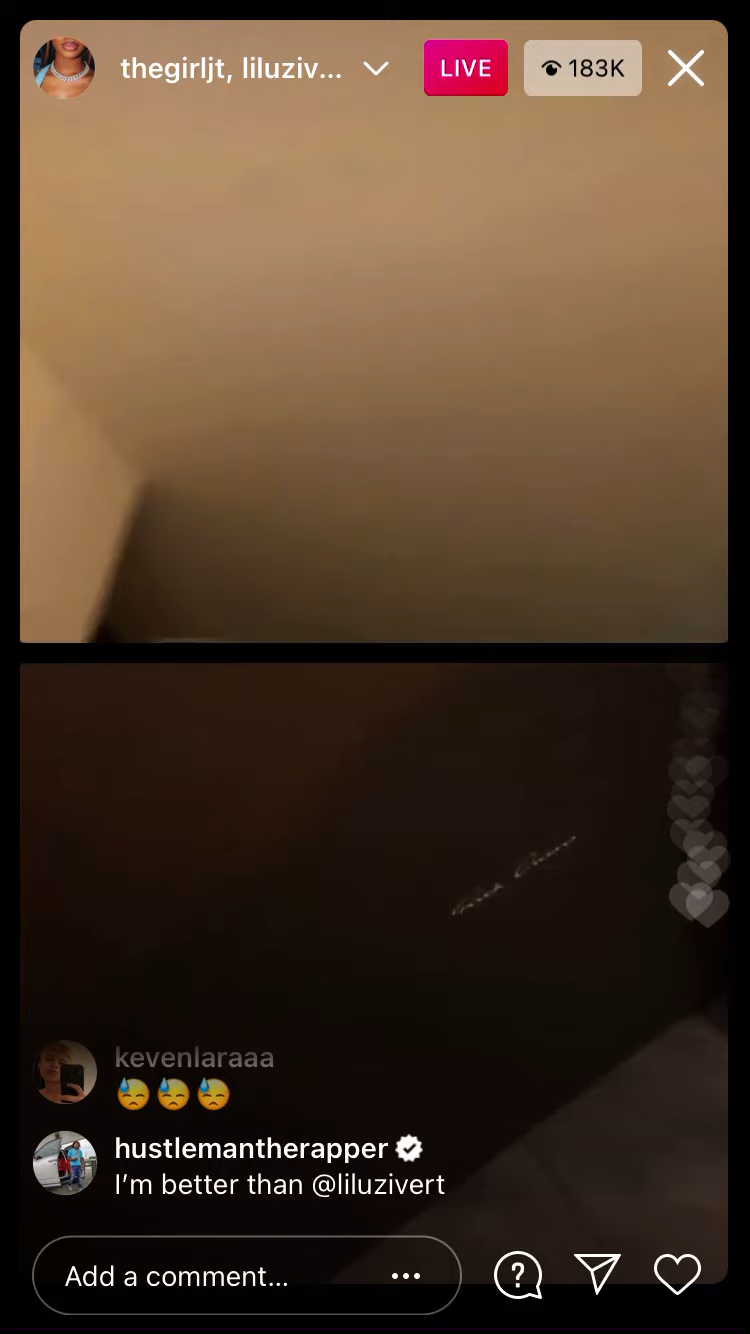 thegirljt, liluziv...
LIVE
183K
kevenlaraaa
😓😓😓
hustlemantherapper
I’m better than @liluzivert
Add a comment...